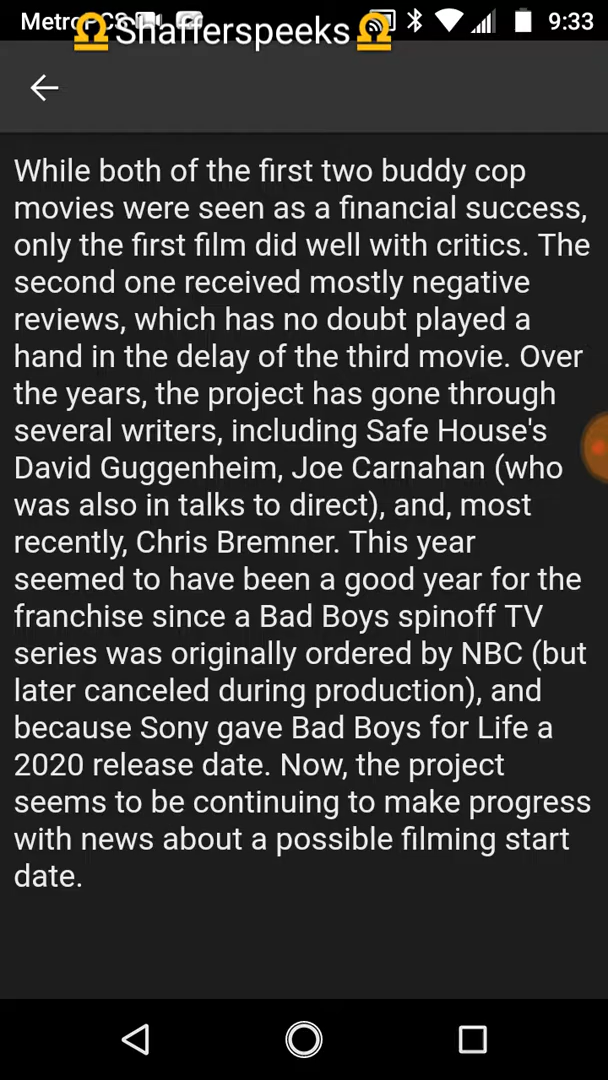 MetroPCS 9:33
ΩShafferspeeksΩ
While both of the first two buddy cop
movies were seen as a financial success,
only the first film did well with critics. The
second one received mostly negative
reviews, which has no doubt played a
hand in the delay of the third movie. Over
the years, the project has gone through
several writers, including Safe House's
David Guggenheim, Joe Carnahan (who
was also in talks to direct), and, most
recently, Chris Bremner. This year
seemed to have been a good year for the
franchise since a Bad Boys spinoff TV
series was originally ordered by NBC (but
later canceled during production), and
because Sony gave Bad Boys for Life a
2020 release date. Now, the project
seems to be continuing to make progress
with news about a possible filming start
date.